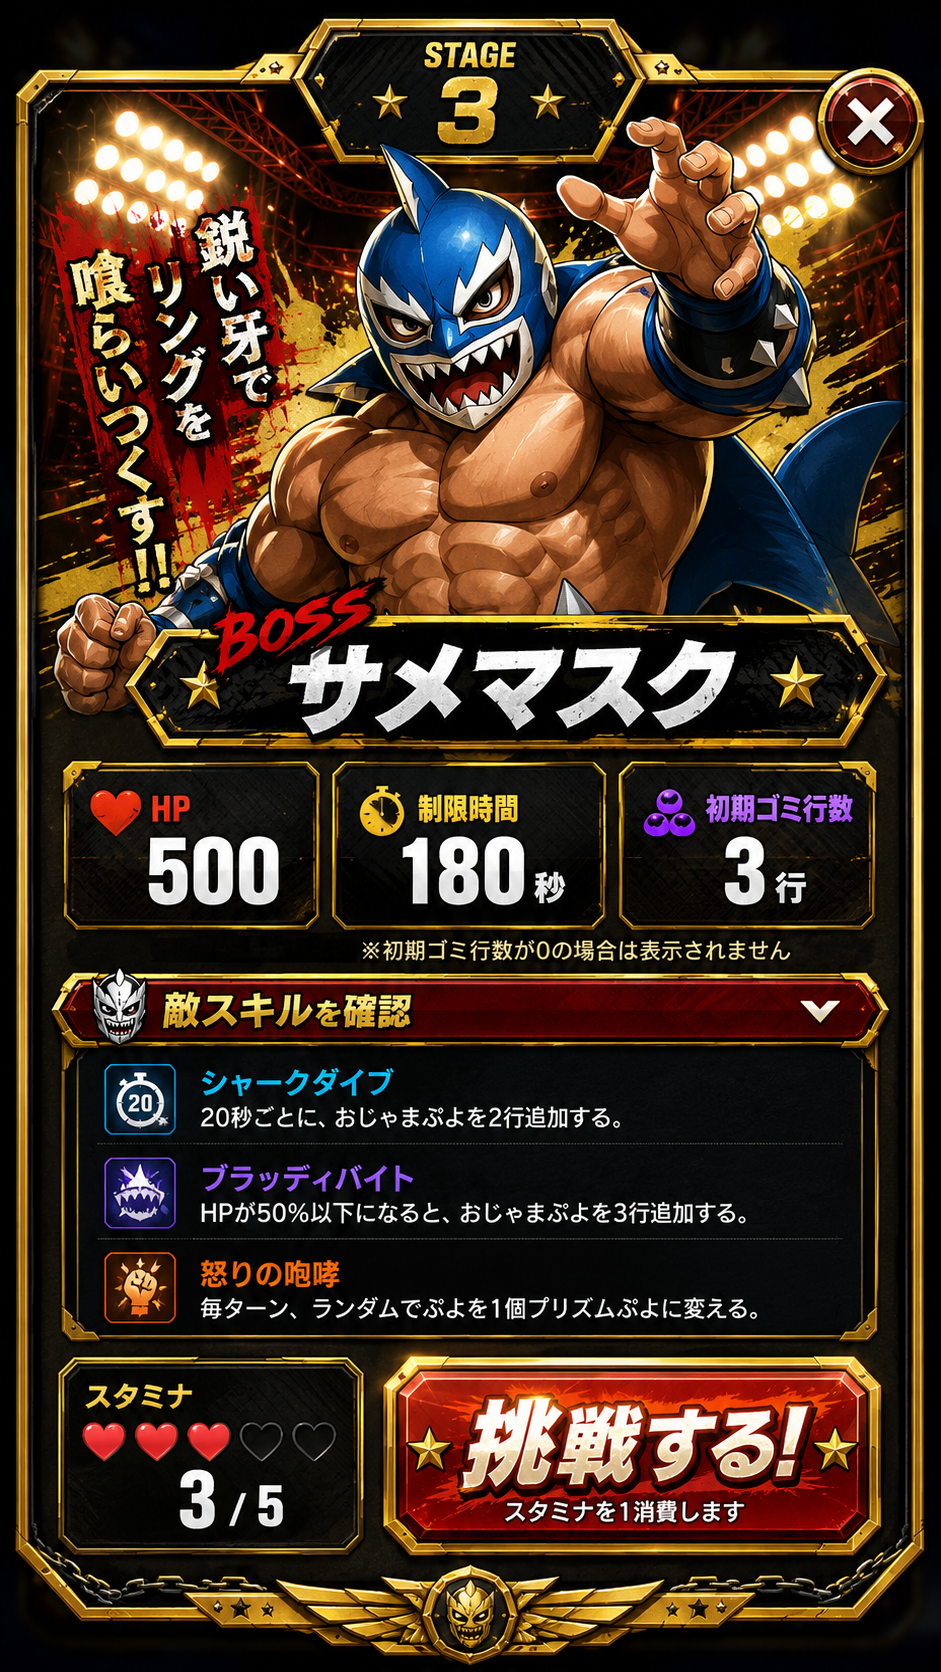 STAGE
3
鋭い牙で
リングを
喰らいつくす!!
BOSS
サメマスク
HP
500
制限時間
180秒
初期ゴミ行数
3行
※初期ゴミ行数が0の場合は表示されません
敵スキルを確認
20
シャークダイブ
20秒ごとに、おじゃまぷよを2行追加する。
ブラッディバイト
HPが50%以下になると、おじゃまぷよを3行追加する。
怒りの咆哮
毎ターン、ランダムでぷよを1個プリズムぷよに変える。
スタミナ
3/5
挑戦する!
スタミナを1消費します